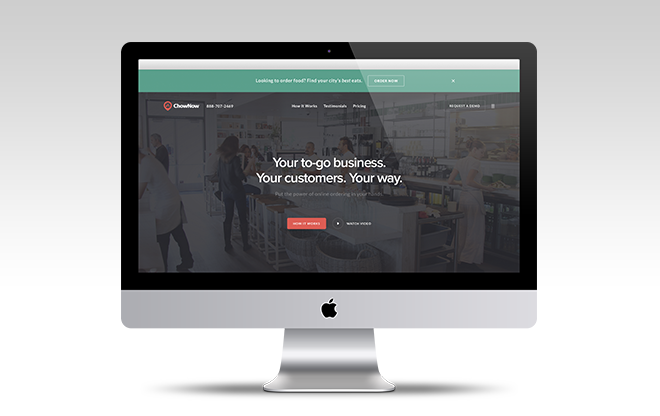 Looking to order food? Find your city's best eats.
ORDER NOW
ChowNow
888-707-2469
How It Works
Testimonials
Pricing
REQUEST A DEMO
Your to-go business.
Your customers. Your way.
Put the power of online ordering in your hands.
HOW IT WORKS
WATCH VIDEO